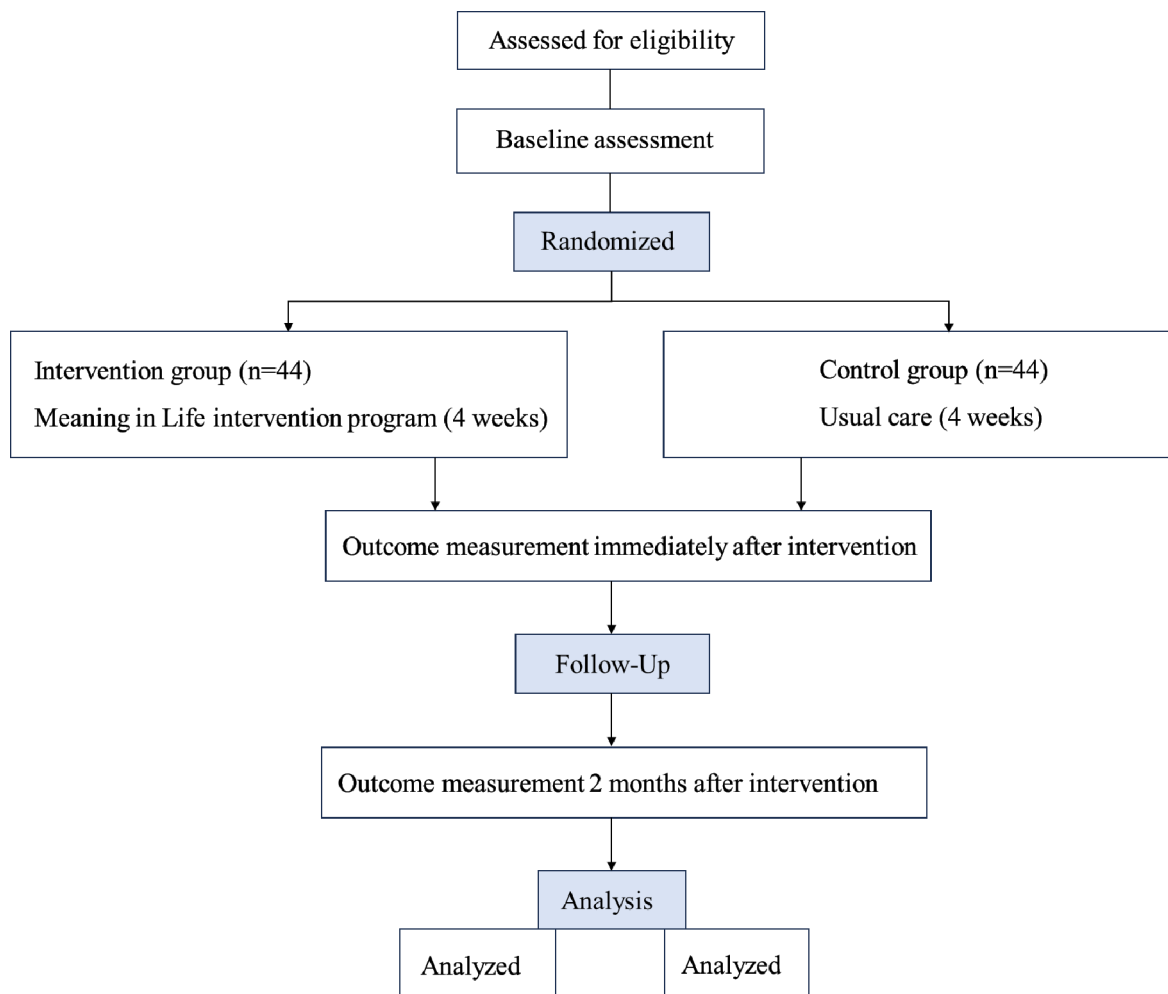 Assessed for eligibility
Baseline assessment
Randomized
Intervention group (n=44)
Meaning in Life intervention program (4 weeks)
Control group (n=44)
Usual care (4 weeks)
Outcome measurement immediately after intervention
Follow-Up
Outcome measurement 2 months after intervention
Analysis
Analyzed
Analyzed